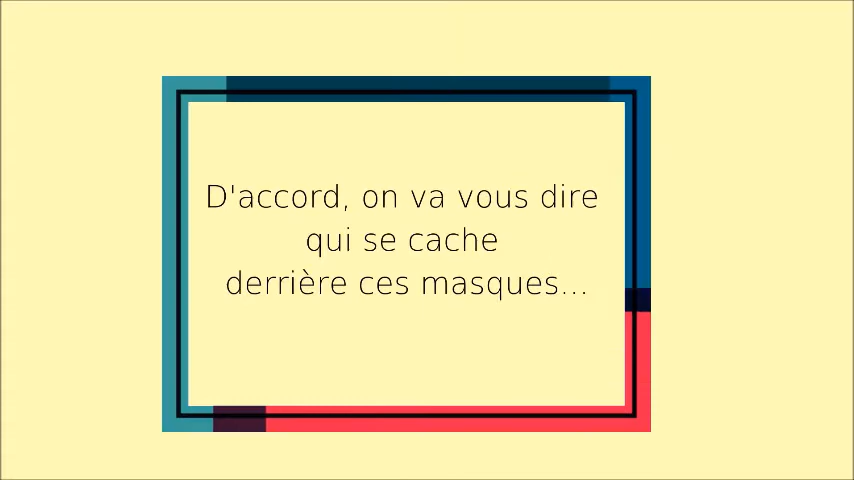 D'accord, on va vous dire
qui se cache
derrière ces masques...